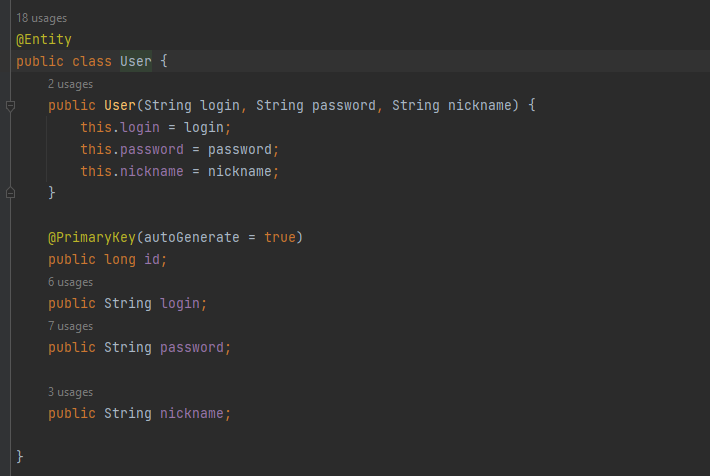 18 usages
@Entity
public class User {
2 usages
public User(String login, String password, String nickname) {
this.login = login;
this.password = password;
this.nickname = nickname;
}
@PrimaryKey(autoGenerate = true)
public long id;
6 usages
public String login;
7 usages
public String password;
3 usages
public String nickname;
}